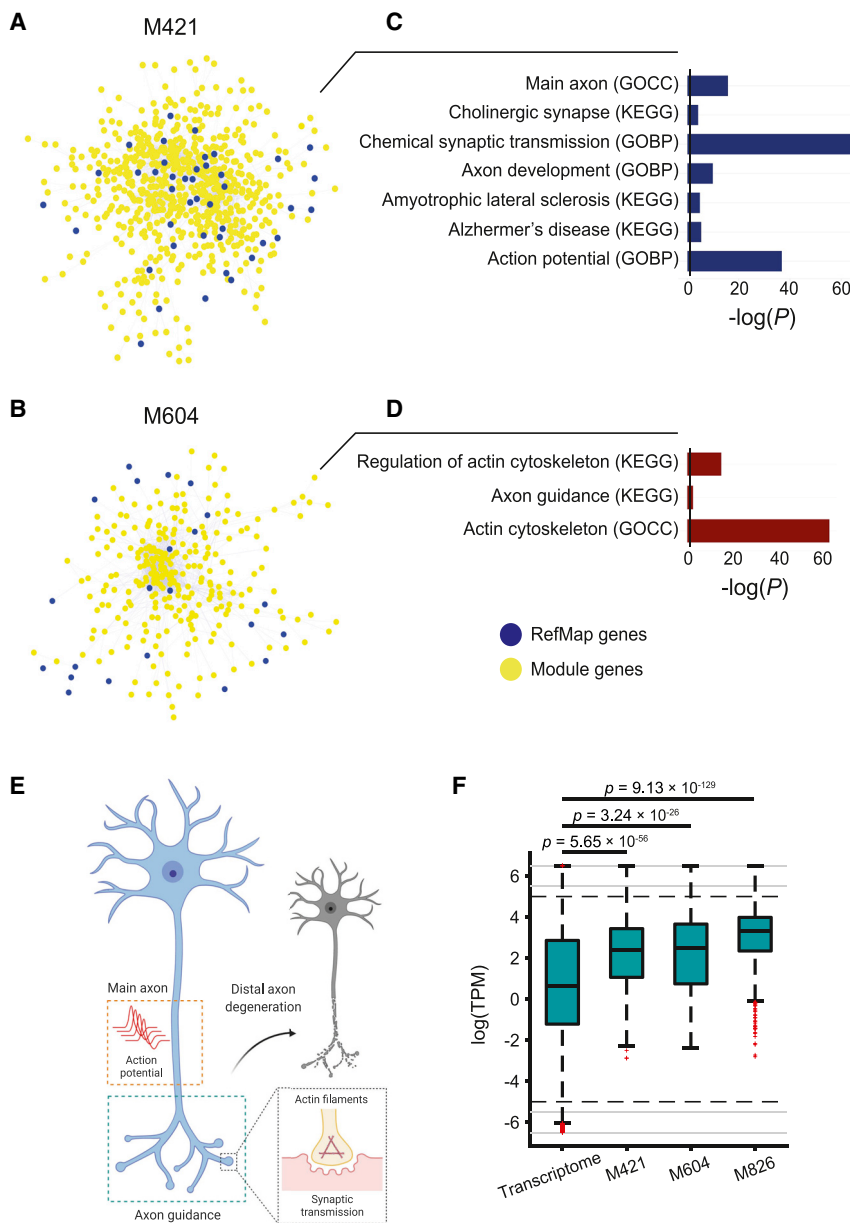 A
M421
C
Main axon (GOCC)
Cholinergic synapse (KEGG)
Chemical synaptic transmission (GOBP)
Axon development (GOBP)
Amyotrophic lateral sclerosis (KEGG)
Alzhermer's disease (KEGG)
Action potential (GOBP)
0 20 40 60
-log(P)
B
M604
D
Regulation of actin cytoskeleton (KEGG)
Axon guidance (KEGG)
Actin cytoskeleton (GOCC)
0 20 40 60
-log(P)
RefMap genes
Module genes
E
Main axon
Action
potential
Distal axon
degeneration
Actin filaments
Synaptic
transmission
Axon guidance
F
p = 9.13 × 10⁻¹²⁹
p = 3.24 × 10⁻²⁶
p = 5.65 × 10⁻⁵⁶
log(TPM)
6
4
2
0
-2
-4
-6
Transcriptome
M421
M604
M826